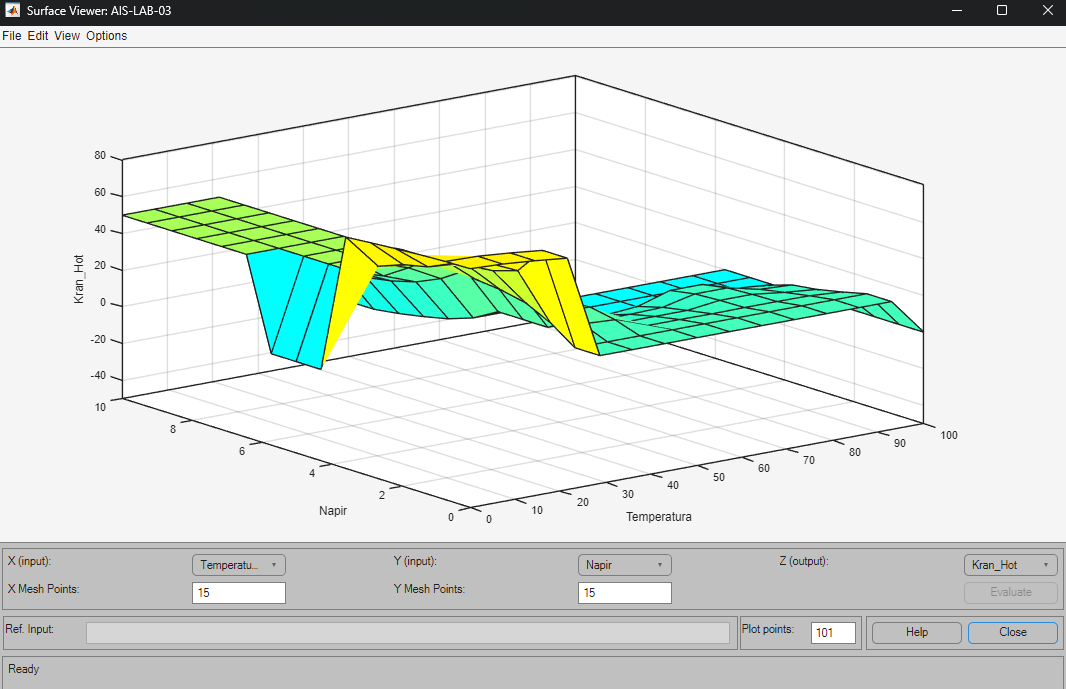 Surface Viewer: AIS-LAB-03
File Edit View Options
80
60
40
20
0
-20
-40
Kran_Hot
10
8
6
4
2
0
Napir
0
10
20
30
40
50
60
70
80
90
100
Temperatura
X (input): Temperatu... Y (input): Napir Z (output): Kran_Hot
X Mesh Points: 15 Y Mesh Points: 15 Evaluate
Ref. Input: Plot points: 101 Help Close
Ready